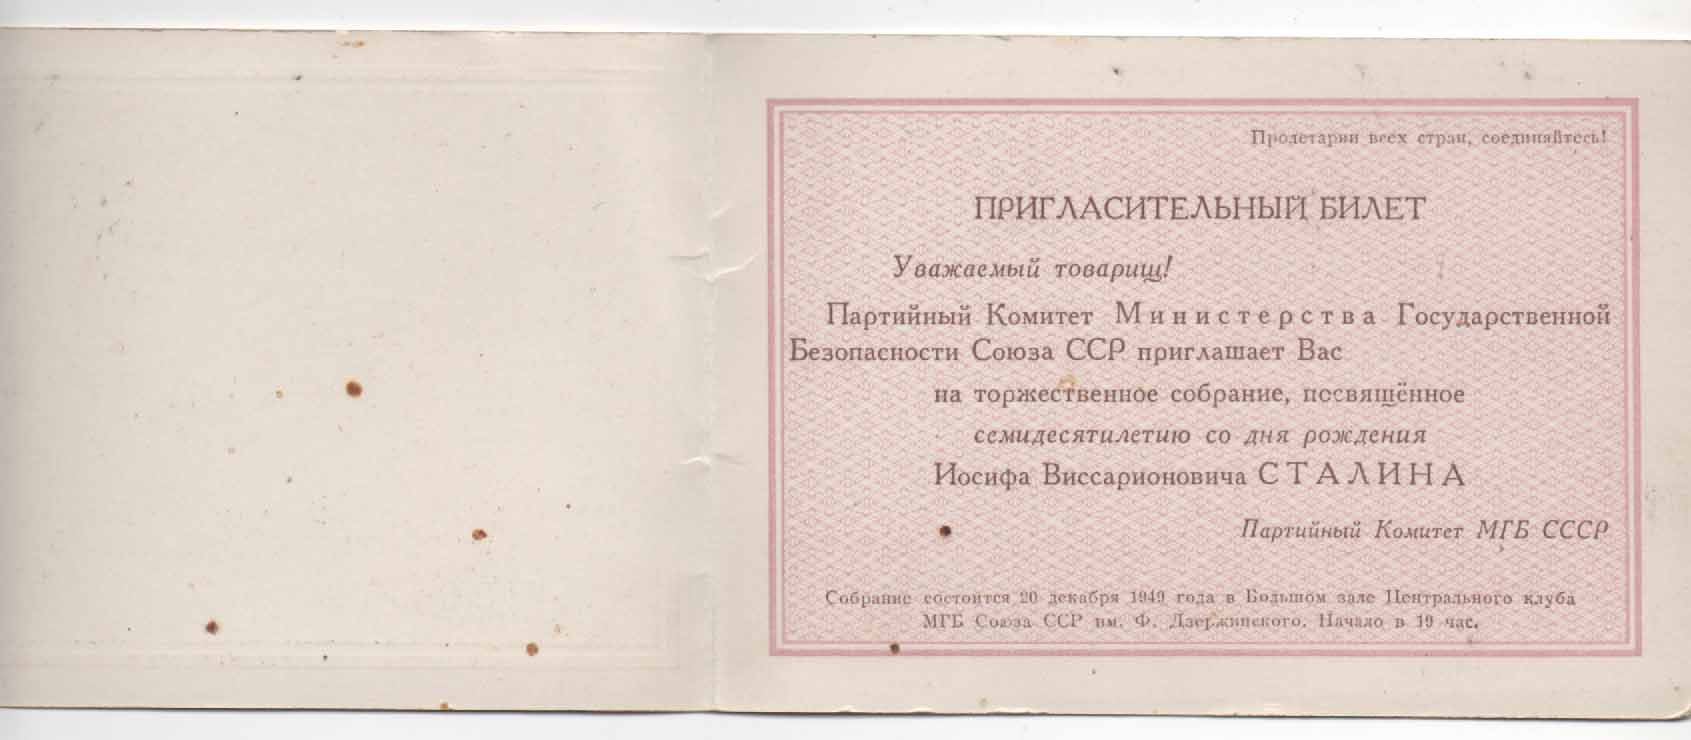 Пролетарии всех стран, соединяйтесь!
ПРИГЛАСИТЕЛЬНЫЙ БИЛЕТ
Уважаемый товарищ!
Партийный Комитет Министерства Государственной
Безопасности Союза ССР приглашает Вас
на торжественное собрание, посвящённое
семидесятилетию со дня рождения
Иосифа Виссарионовича СТАЛИНА
Партийный Комитет МГБ СССР
Собрание состоится 20 декабря 1949 года в Большом зале Центрального клуба
МГБ Союза ССР им. Ф. Дзержинского. Начало в 19 час.